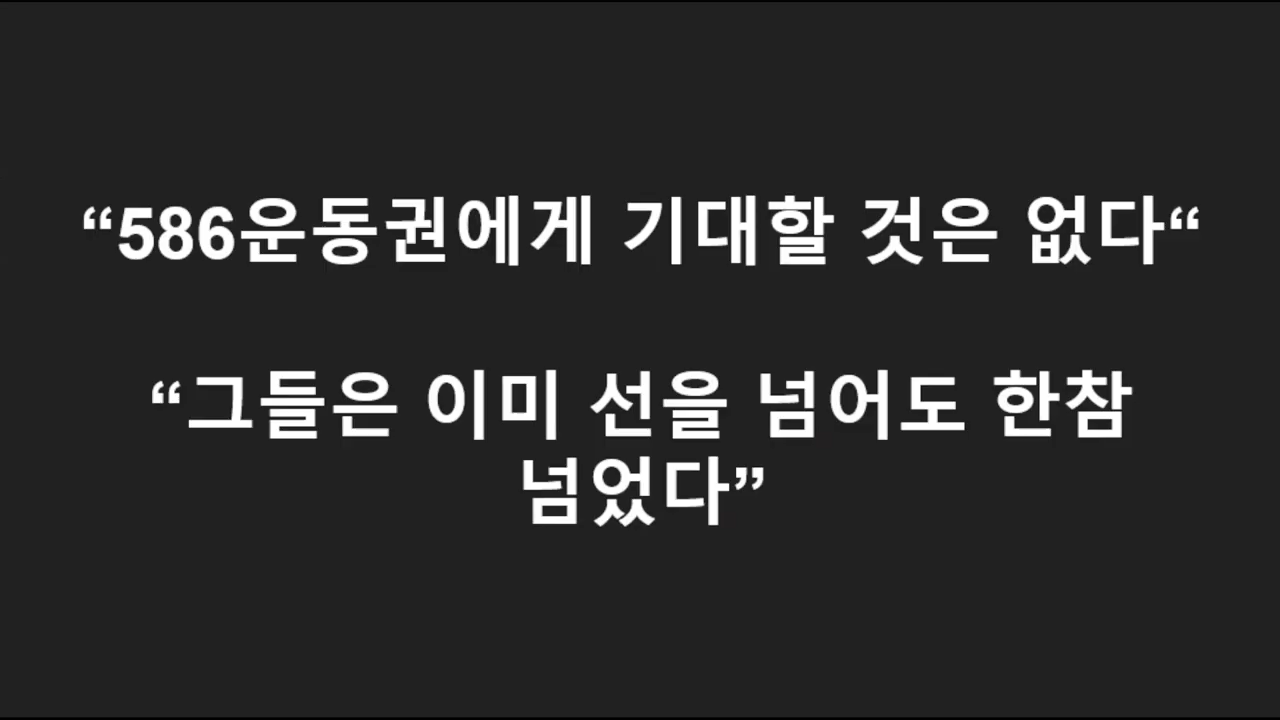 “586운동권에게 기대할 것은 없다“
“그들은 이미 선을 넘어도 한참
넘었다”